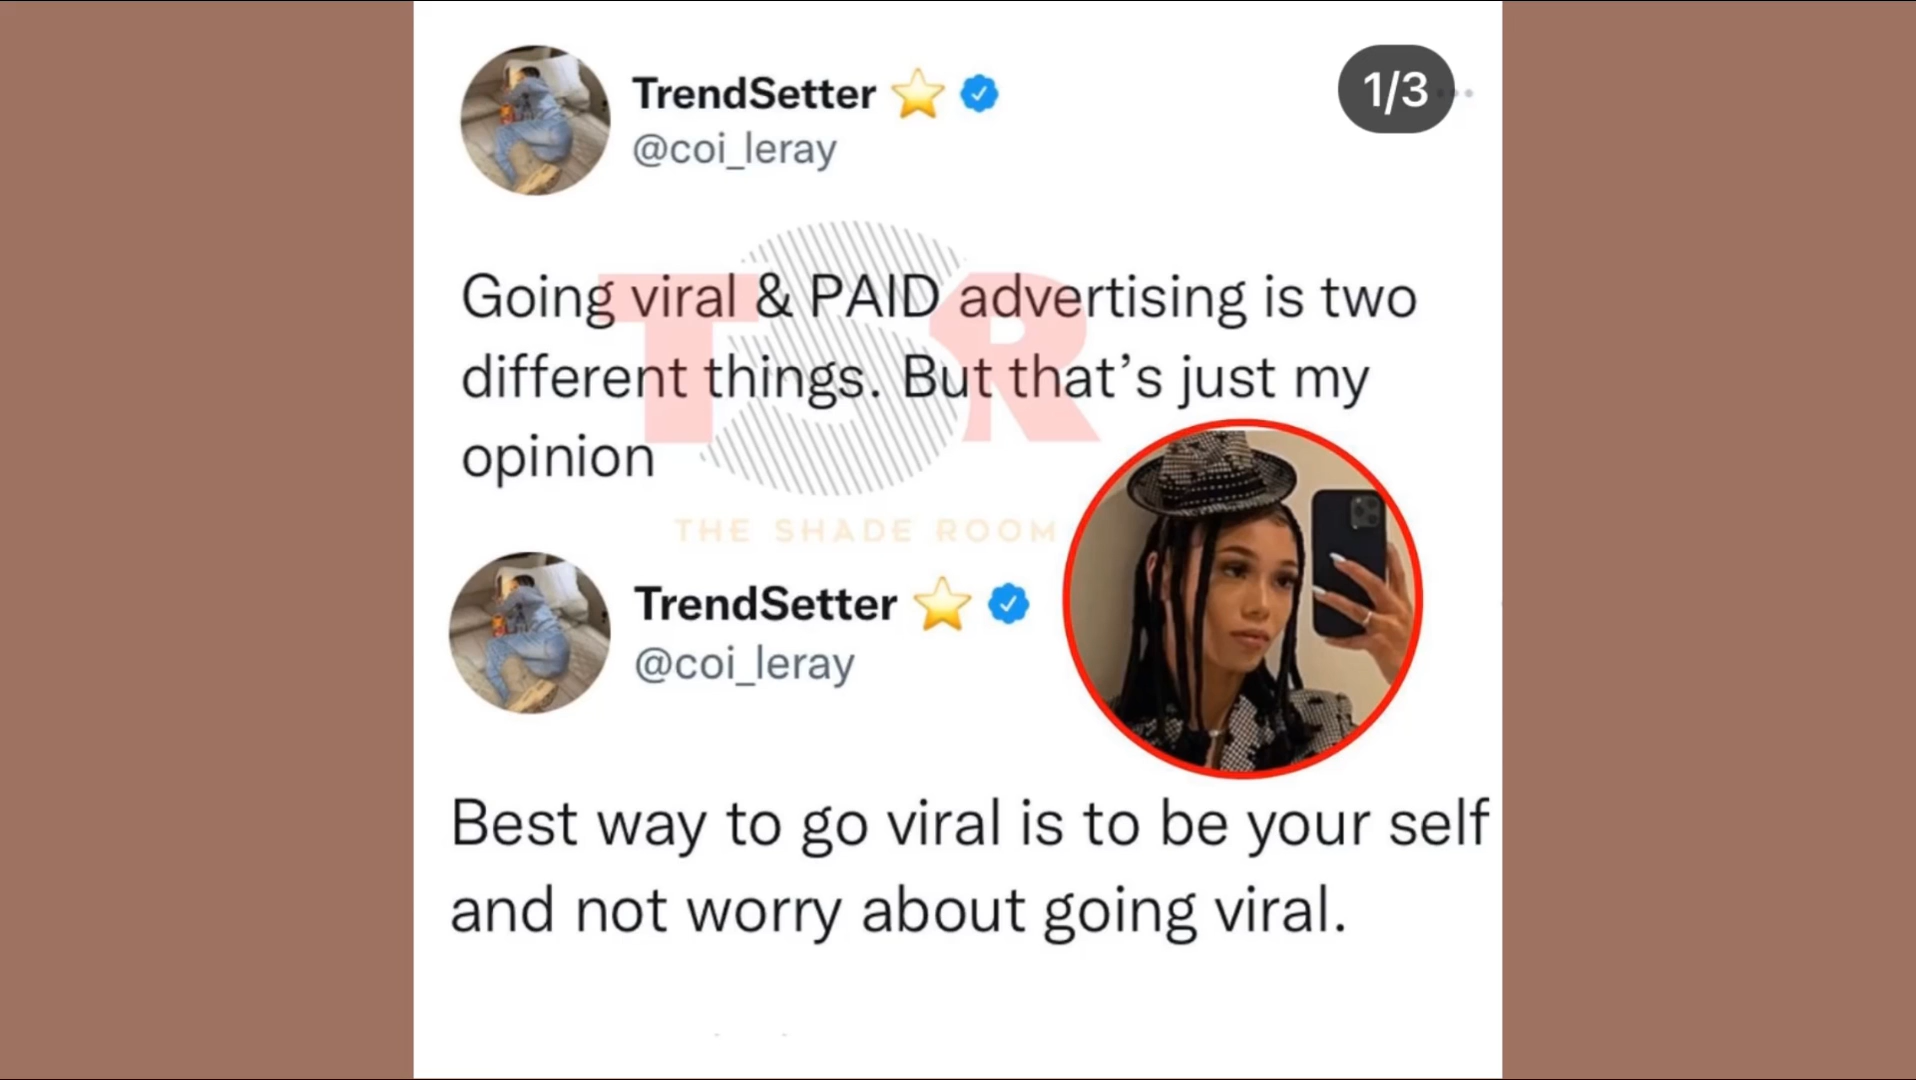 TrendSetter ⭐
@coi_leray
1/3
Going viral & PAID advertising is two
different things. But that’s just my
opinion
TSR
THE SHADE ROOM
TrendSetter ⭐
@coi_leray
Best way to go viral is to be your self
and not worry about going viral.